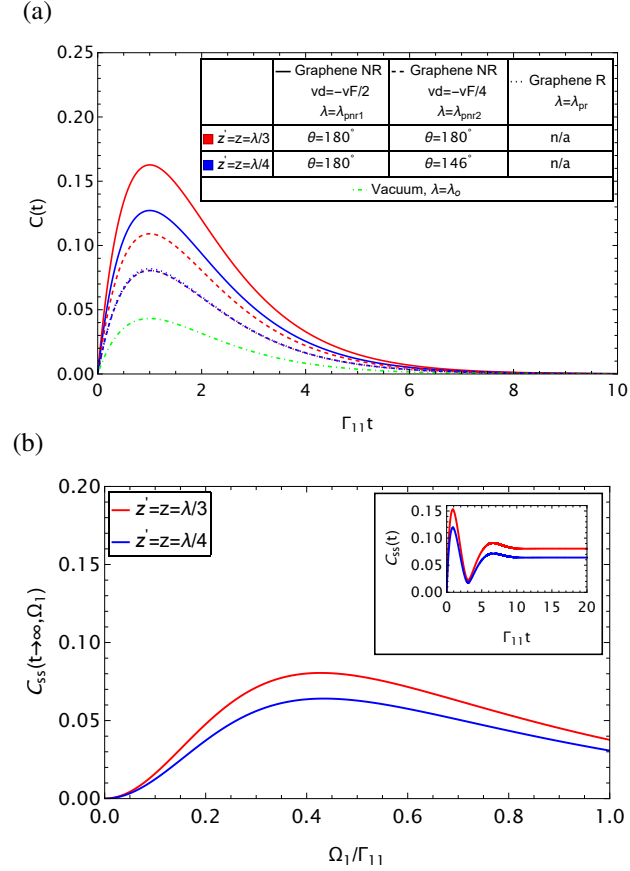 (a)
0.25
0.20
0.15
0.10
0.05
0.00
C(t)
Graphene NR
vd=-vF/2
λ=λpnr1
Graphene NR
vd=-vF/4
λ=λpnr2
Graphene R
λ=λpr
z'=z=λ/3 θ=180° θ=180° n/a
z'=z=λ/4 θ=180° θ=146° n/a
Vacuum, λ=λo
0 2 4 6 8 10
Γ11t
(b)
0.20
0.15
0.10
0.05
0.00
Css(t→∞,Ω1)
z'=z=λ/3
z'=z=λ/4
0.15
0.10
0.05
0.00
Css(t)
0 5 10 15 20
Γ11t
0.0 0.2 0.4 0.6 0.8 1.0
Ω1/Γ11